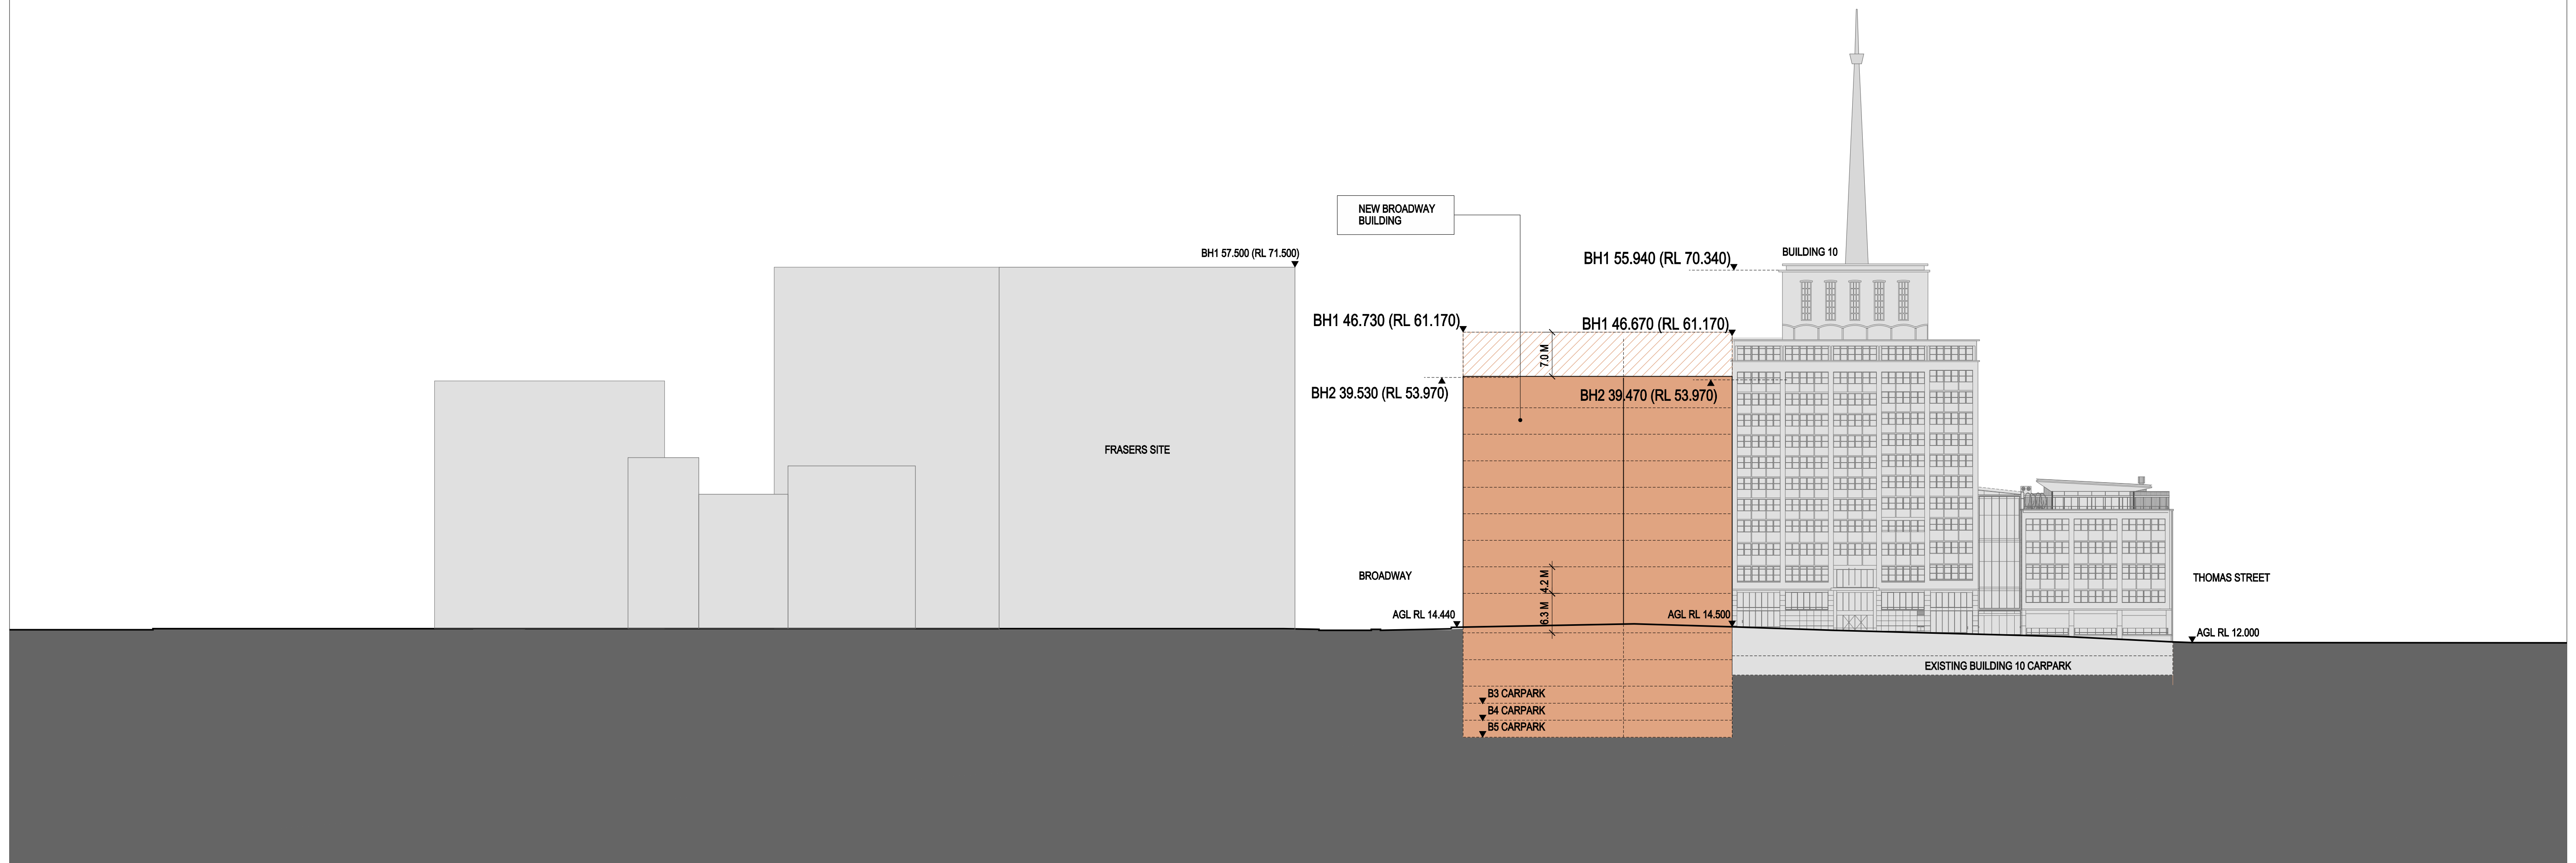 NEW BROADWAY
BUILDING
BUILDING 10
BH1 57.500 (RL 71.500)
BH1 55.940 (RL 70.340)
BH1 46.730 (RL 61.170)
BH1 46.670 (RL 61.170)
7.0 M
BH2 39.530 (RL 53.970)
BH2 39.470 (RL 53.970)
FRASERS SITE
BROADWAY
4.2 M
THOMAS STREET
6.3 M
AGL RL 14.440
AGL RL 14.500
AGL RL 12.000
EXISTING BUILDING 10 CARPARK
B3 CARPARK
B4 CARPARK
B5 CARPARK